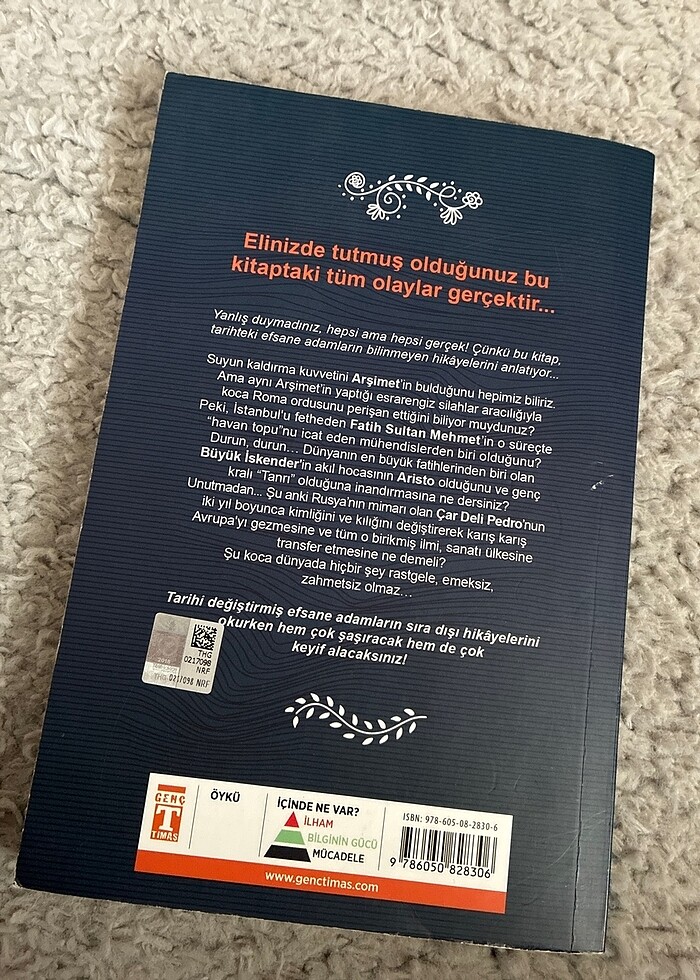 Elinizde tutmuş olduğunuz bu
kitaptaki tüm olaylar gerçektir...
Yanlış duymadınız, hepsi ama hepsi gerçek! Çünkü bu kitap,
tarihteki efsane adamların bilinmeyen hikâyelerini anlatıyor...
Suyun kaldırma kuvvetini Arşimet'in bulduğunu hepimiz biliriz.
Ama aynı Arşimet'in yaptığı esrarengiz silahlar aracılığıyla
koca Roma ordusunu perişan ettiğini biliyor muydunuz?
Peki, İstanbul'u fetheden Fatih Sultan Mehmet'in o süreçte
"havan topu"nu icat eden mühendislerden biri olduğunu?
Durun, durun... Dünyanın en büyük fatihlerinden biri olan
Büyük İskender'in akıl hocasının Aristo olduğunu ve genç
kralı "Tanrı" olduğuna inandırmasına ne dersiniz?
Unutmadan... Şu anki Rusya'nın mimarı olan Çar Deli Pedro'nun
iki yıl boyunca kimliğini ve kılığını değiştirerek karış karış
Avrupa'yı gezmesine ve tüm o birikmiş ilmi, sanatı ülkesine
transfer etmesine ne demeli?
Şu koca dünyada hiçbir şey rastgele, emeksiz,
zahmetsiz olmaz...
Tarihi değiştirmiş efsane adamların sıra dışı hikâyelerini
okurken hem çok şaşıracak hem de çok
keyif alacaksınız!
THG
0217098
NRF
THG 0217098 NRF
GENÇ
T
TİMAŞ
ÖYKÜ
İÇİNDE NE VAR?
İLHAM
BİLGİNİN GÜCÜ
MÜCADELE
ISBN: 978-605-08-2830-6
9 786050 828306
www.genctimas.com